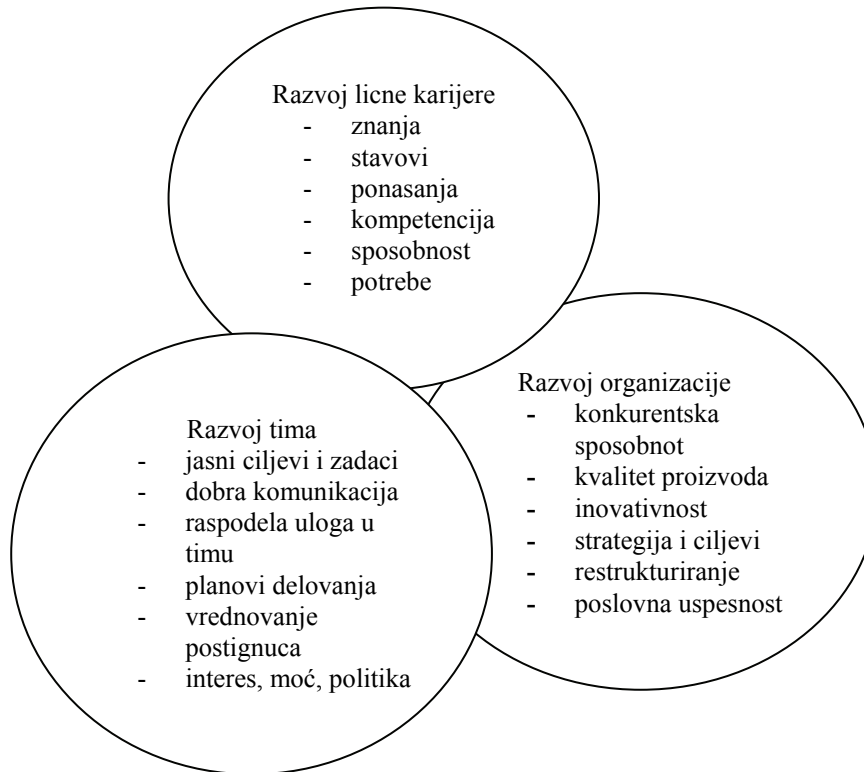 Razvoj licne karijere
- znanja
- stavovi
- ponasanja
- kompetencija
- sposobnost
- potrebe
Razvoj organizacije
- konkurentska
sposobnot
- kvalitet proizvoda
- inovativnost
- strategija i ciljevi
- restrukturiranje
- poslovna uspesnost
Razvoj tima
- jasni ciljevi i zadaci
- dobra komunikacija
- raspodela uloga u
timu
- planovi delovanja
- vrednovanje
postignuca
- interes, moć, politika